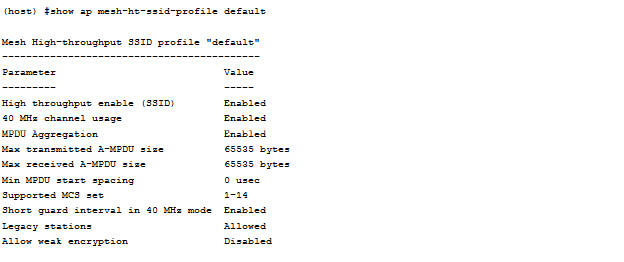 (host) #show ap mesh-ht-ssid-profile default
Mesh High-throughput SSID profile "default"
-------------------------------------------
Parameter Value
--------- -----
High throughput enable (SSID) Enabled
40 MHz channel usage Enabled
MPDU Aggregation Enabled
Max transmitted A-MPDU size 65535 bytes
Max received A-MPDU size 65535 bytes
Min MPDU start spacing 0 usec
Supported MCS set 1-14
Short guard interval in 40 MHz mode Enabled
Legacy stations Allowed
Allow weak encryption Disabled